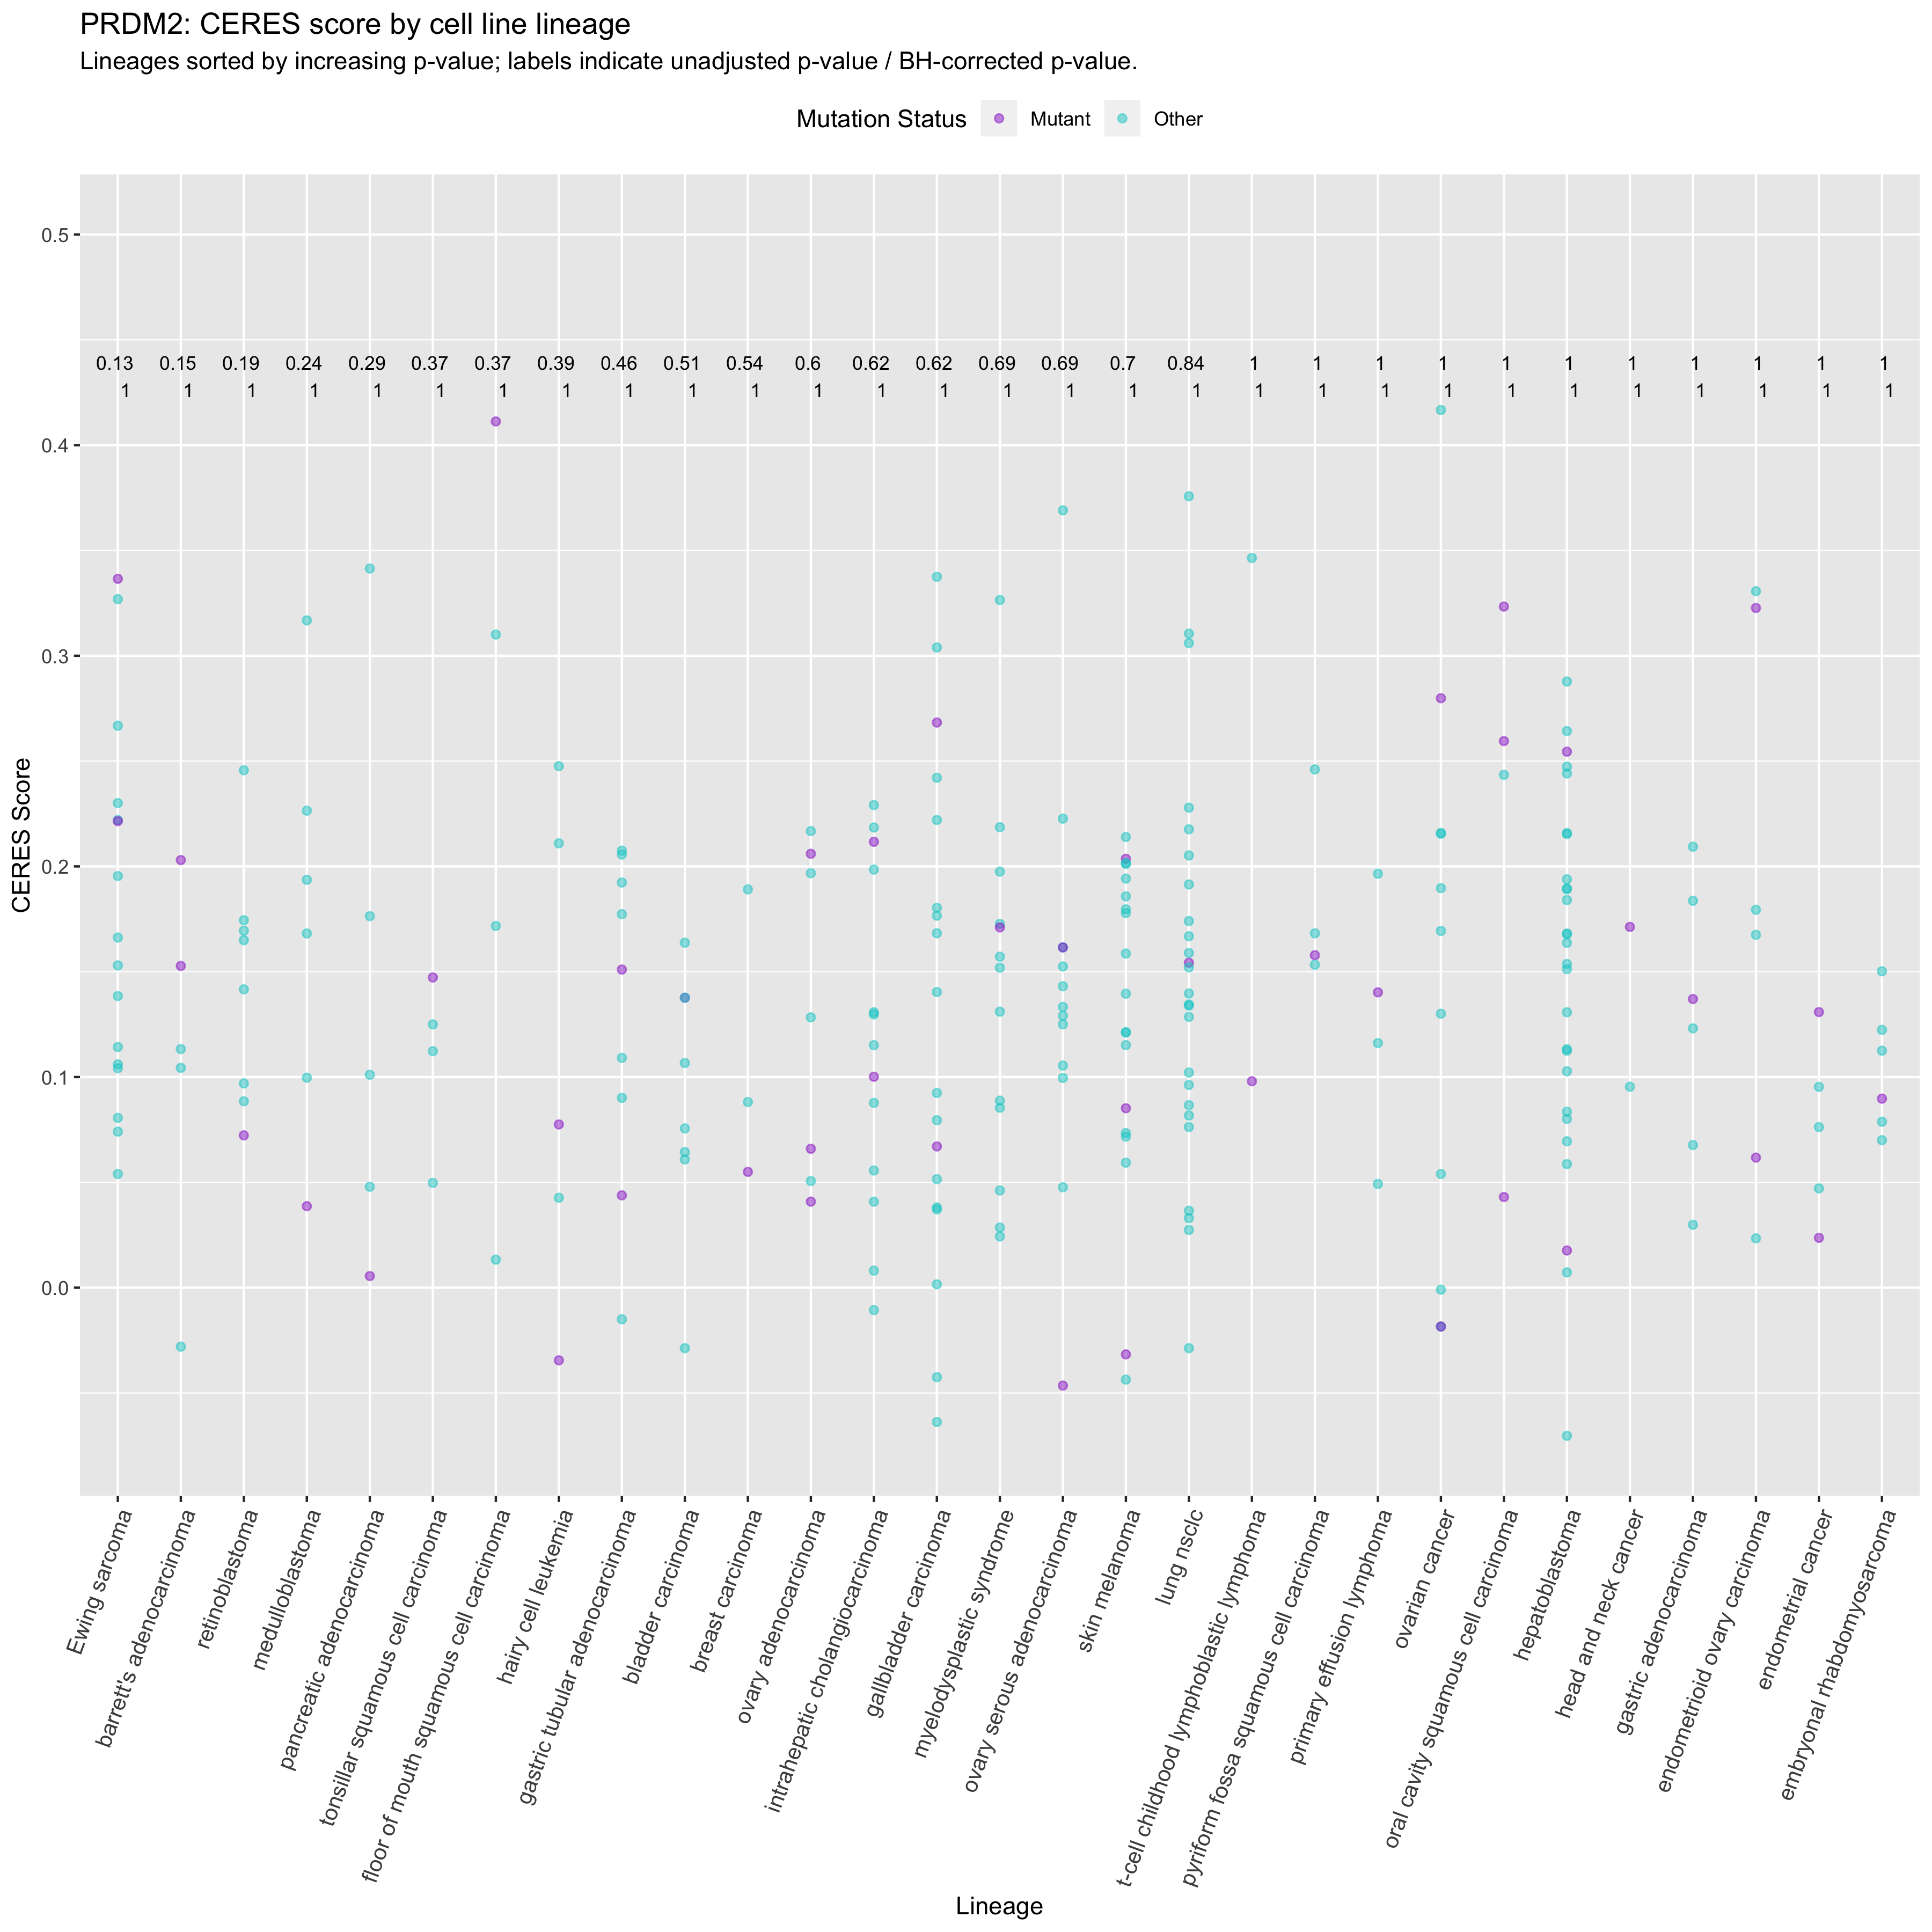 PRDM2: CERES score by cell line lineage
Lineages sorted by increasing p-value; labels indicate unadjusted p-value / BH-corrected p-value.
Mutation Status Mutant Other
0.5
0.13 0.15 0.19 0.24 0.29 0.37 0.37 0.39 0.46 0.51 0.54 0.6 0.62 0.62 0.69 0.69 0.7 0.84 1 1 1 1 1 1 1 1 1 1 1
1 1 1 1 1 1 1 1 1 1 1 1 1 1 1 1 1 1 1 1 1 1 1 1 1 1 1 1 1
0.4
0.3
0.2
0.1
0.0
CERES Score
Ewing sarcoma
barrett's adenocarcinoma
retinoblastoma
medulloblastoma
pancreatic adenocarcinoma
tonsillar squamous cell carcinoma
floor of mouth squamous cell carcinoma
hairy cell leukemia
gastric tubular adenocarcinoma
bladder carcinoma
breast carcinoma
ovary adenocarcinoma
intrahepatic cholangiocarcinoma
gallbladder carcinoma
myelodysplastic syndrome
ovary serous adenocarcinoma
skin melanoma
lung nsclc
t-cell childhood lymphoblastic lymphoma
pyriform fossa squamous cell carcinoma
primary effusion lymphoma
ovarian cancer
oral cavity squamous cell carcinoma
hepatoblastoma
head and neck cancer
gastric adenocarcinoma
endometrioid ovary carcinoma
endometrial cancer
embryonal rhabdomyosarcoma
Lineage